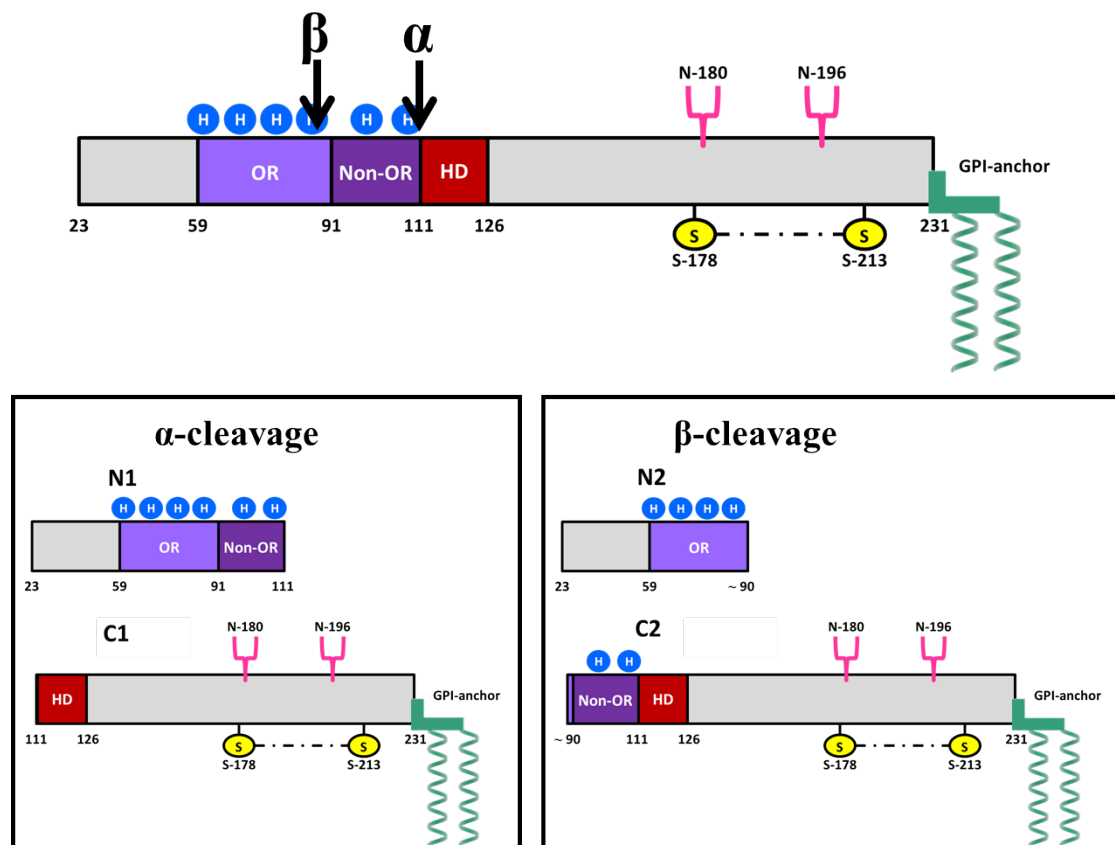 β α
N-180 N-196
H H H H H H
OR Non-OR HD
GPI-anchor
23 59 91 111 126 231
S S
S-178 S-213
α-cleavage
N1
H H H H H H
OR Non-OR
23 59 91 111
C1
N-180 N-196
HD
GPI-anchor
111 126 231
S S
S-178 S-213
β-cleavage
N2
H H H H
OR
23 59 ~ 90
C2
N-180 N-196
H H
Non-OR HD
GPI-anchor
~ 90 111 126 231
S S
S-178 S-213